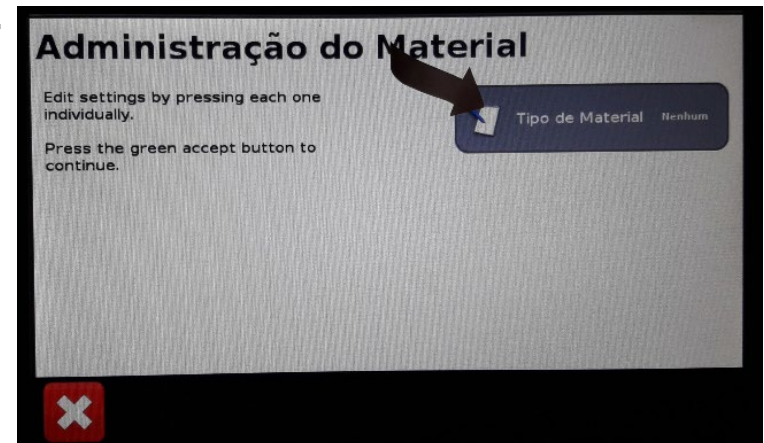 Administração do Material
Edit settings by pressing each one
individually.
Press the green accept button to
continue.
Tipo de Material Nenhum